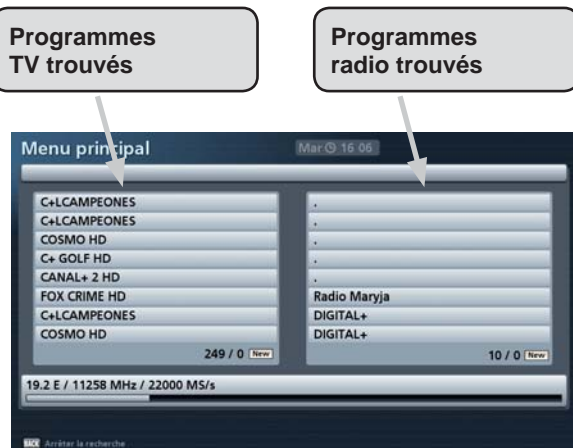 Programmes
TV trouvés
Programmes
radio trouvés
Menu principal
Mar 16 06
C+LCAMPEONES
C+LCAMPEONES
COSMO HD
C+ GOLF HD
CANAL+ 2 HD
FOX CRIME HD
C+LCAMPEONES
COSMO HD
249 / 0 New
.
.
.
.
.
Radio Maryja
DIGITAL+
DIGITAL+
10 / 0 New
19.2 E / 11258 MHz / 22000 MS/s
BACK Arrêter la recherche